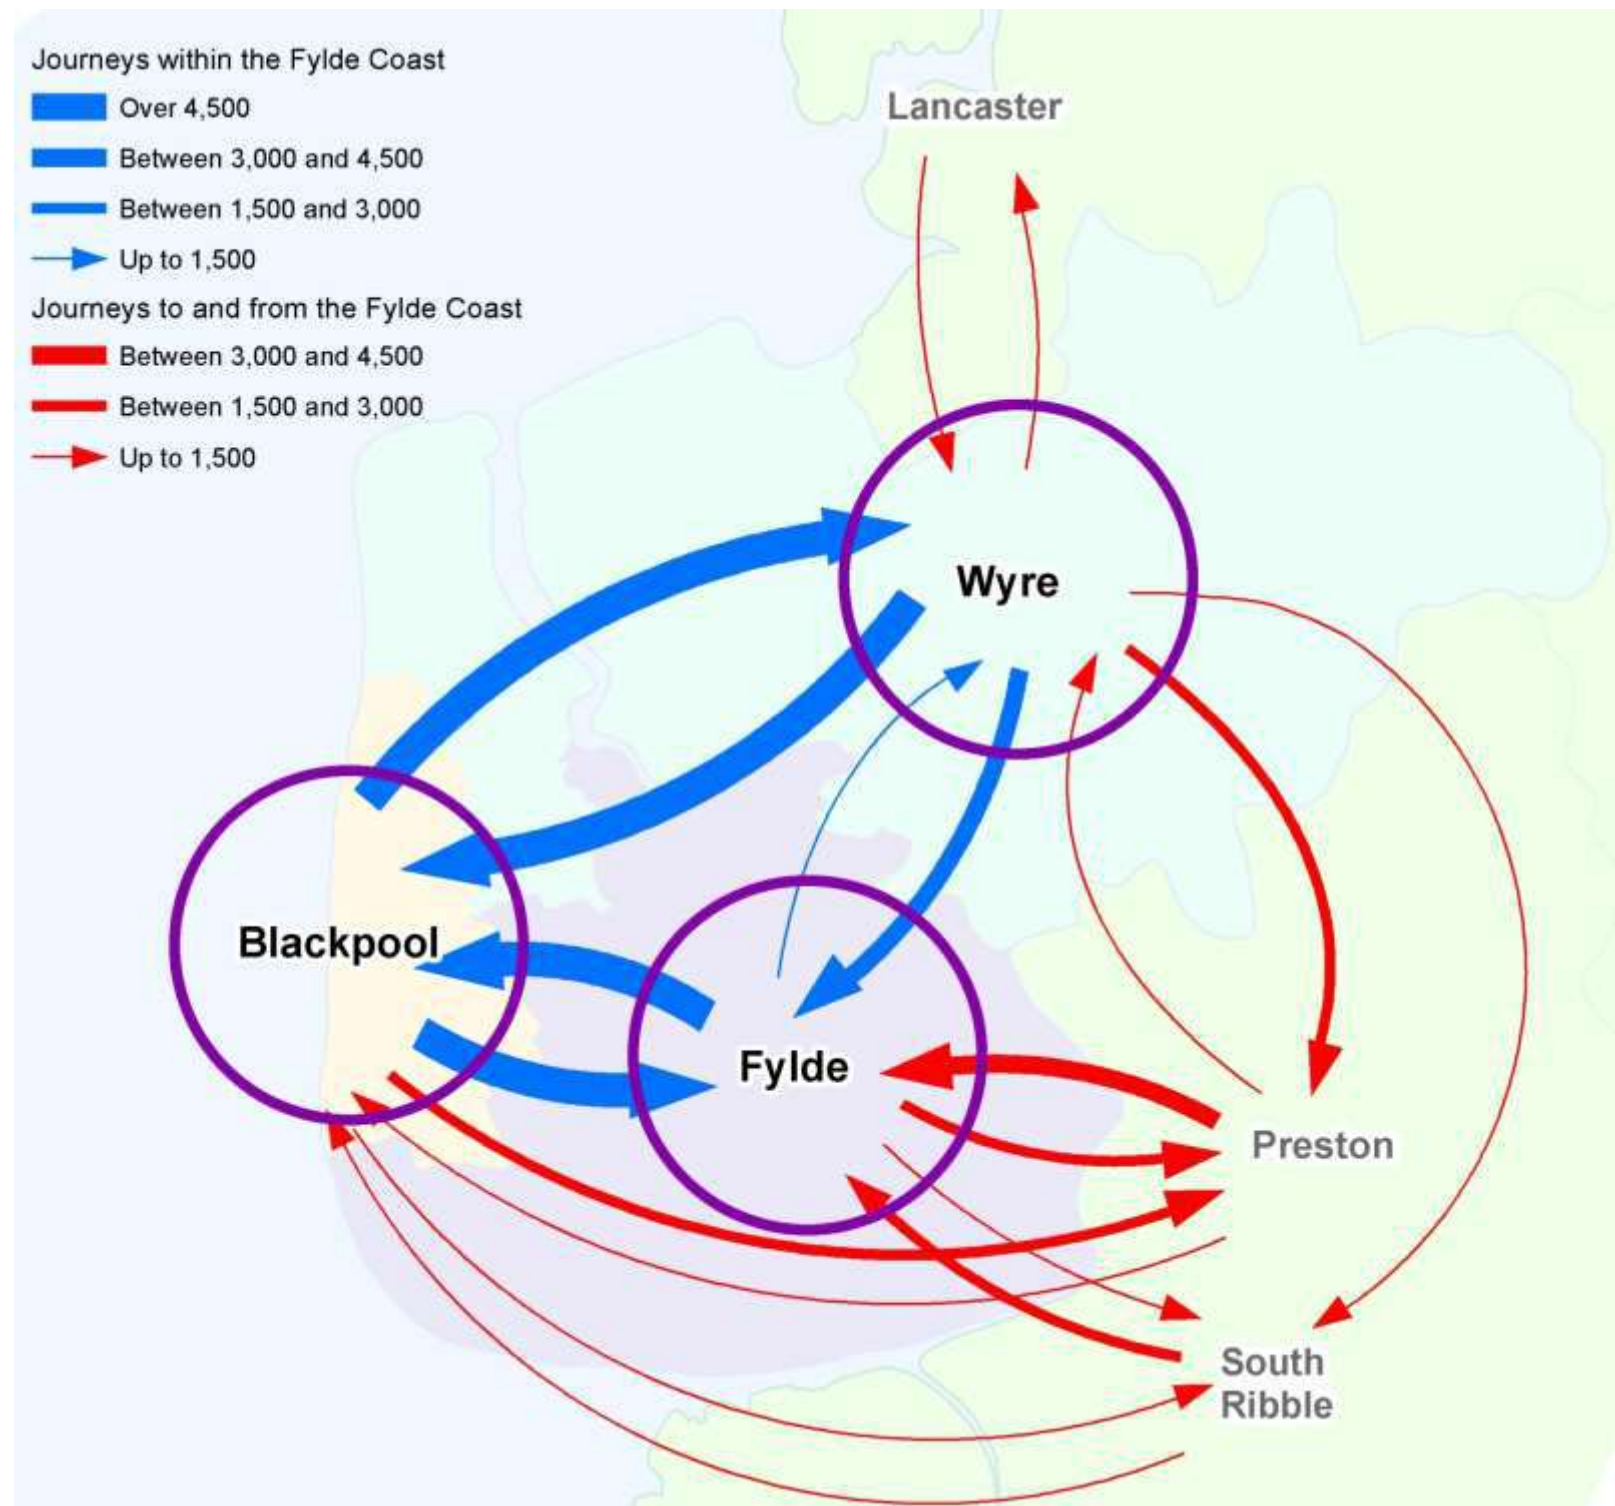 Journeys within the Fylde Coast
Over 4,500
Between 3,000 and 4,500
Between 1,500 and 3,000
Up to 1,500
Journeys to and from the Fylde Coast
Between 3,000 and 4,500
Between 1,500 and 3,000
Up to 1,500
Lancaster
Wyre
Blackpool
Fylde
Preston
South
Ribble